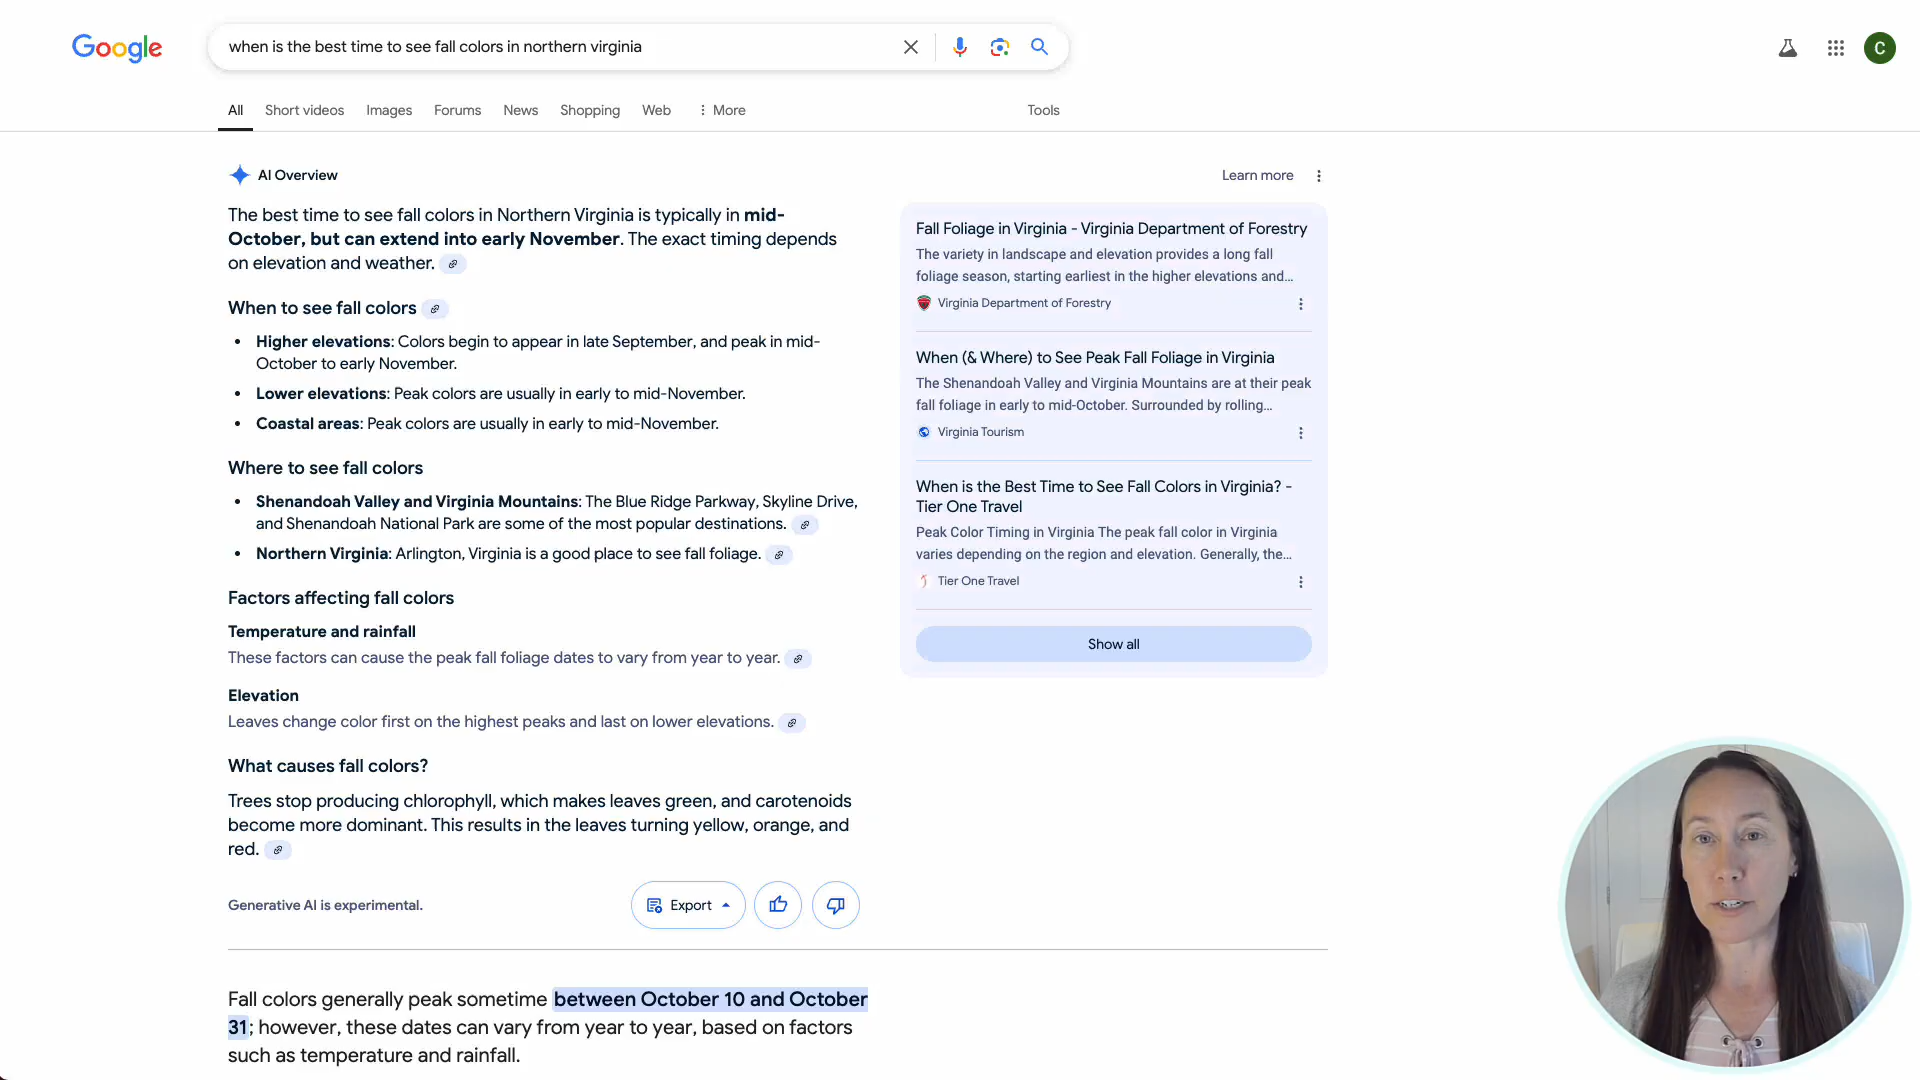 Google
when is the best time to see fall colors in northern virginia
C
All Short videos Images Forums News Shopping Web More Tools
AI Overview
Learn more
The best time to see fall colors in Northern Virginia is typically in mid-
October, but can extend into early November. The exact timing depends
on elevation and weather.
When to see fall colors
• Higher elevations: Colors begin to appear in late September, and peak in mid-
October to early November.
• Lower elevations: Peak colors are usually in early to mid-November.
• Coastal areas: Peak colors are usually in early to mid-November.
Where to see fall colors
• Shenandoah Valley and Virginia Mountains: The Blue Ridge Parkway, Skyline Drive,
and Shenandoah National Park are some of the most popular destinations.
• Northern Virginia: Arlington, Virginia is a good place to see fall foliage.
Factors affecting fall colors
Temperature and rainfall
These factors can cause the peak fall foliage dates to vary from year to year.
Elevation
Leaves change color first on the highest peaks and last on lower elevations.
What causes fall colors?
Trees stop producing chlorophyll, which makes leaves green, and carotenoids
become more dominant. This results in the leaves turning yellow, orange, and
red.
Generative AI is experimental.
Export
Fall Foliage in Virginia - Virginia Department of Forestry
The variety in landscape and elevation provides a long fall
foliage season, starting earliest in the higher elevations and...
Virginia Department of Forestry
When (& Where) to See Peak Fall Foliage in Virginia
The Shenandoah Valley and Virginia Mountains are at their peak
fall foliage in early to mid-October. Surrounded by rolling...
Virginia Tourism
When is the Best Time to See Fall Colors in Virginia? -
Tier One Travel
Peak Color Timing in Virginia The peak fall color in Virginia
varies depending on the region and elevation. Generally, the...
Tier One Travel
Show all
Fall colors generally peak sometime between October 10 and October
31; however, these dates can vary from year to year, based on factors
such as temperature and rainfall.